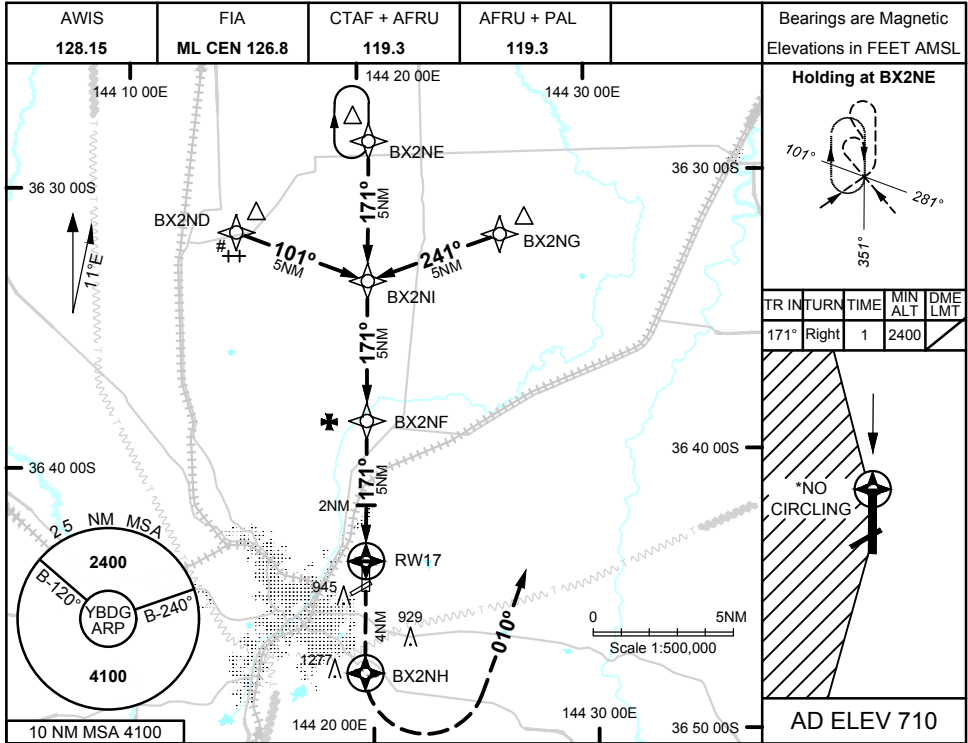 AWIS
128.15
FIA
ML CEN 126.8
CTAF + AFRU
119.3
AFRU + PAL
119.3
Bearings are Magnetic
Elevations in FEET AMSL
144 10 00E
144 20 00E
144 30 00E
Holding at BX2NE
101°
281°
351°
BX2NE
36 30 00S
36 30 00S
171°
5NM
BX2ND
BX2NG
#
101°
5NM
241°
5NM
11°E
BX2NI
171°
5NM
TR IN TURN TIME MIN ALT DME LMT
171° Right 1 2400
BX2NF
36 40 00S
36 40 00S
171°
5NM
2NM
*NO
CIRCLING
RW17
25 NM MSA
2400
B-120°
B-240°
YBDG
ARP
4100
945
4NM
929
010°
0 5NM
Scale 1:500,000
1277
BX2NH
10 NM MSA 4100
144 20 00E
144 30 00E
36 50 00S
AD ELEV 710